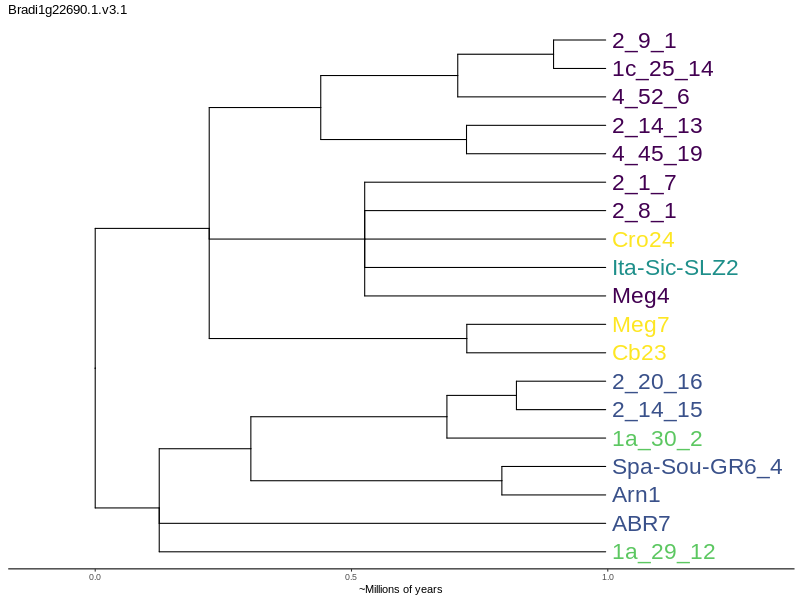 Bradi1g22690.1.v3.1
2_9_1
1c_25_14
4_52_6
2_14_13
4_45_19
2_1_7
2_8_1
Cro24
Ita-Sic-SLZ2
Meg4
Meg7
Cb23
2_20_16
2_14_15
1a_30_2
Spa-Sou-GR6_4
Arn1
ABR7
1a_29_12
0.0 0.5 1.0
~Millions of years